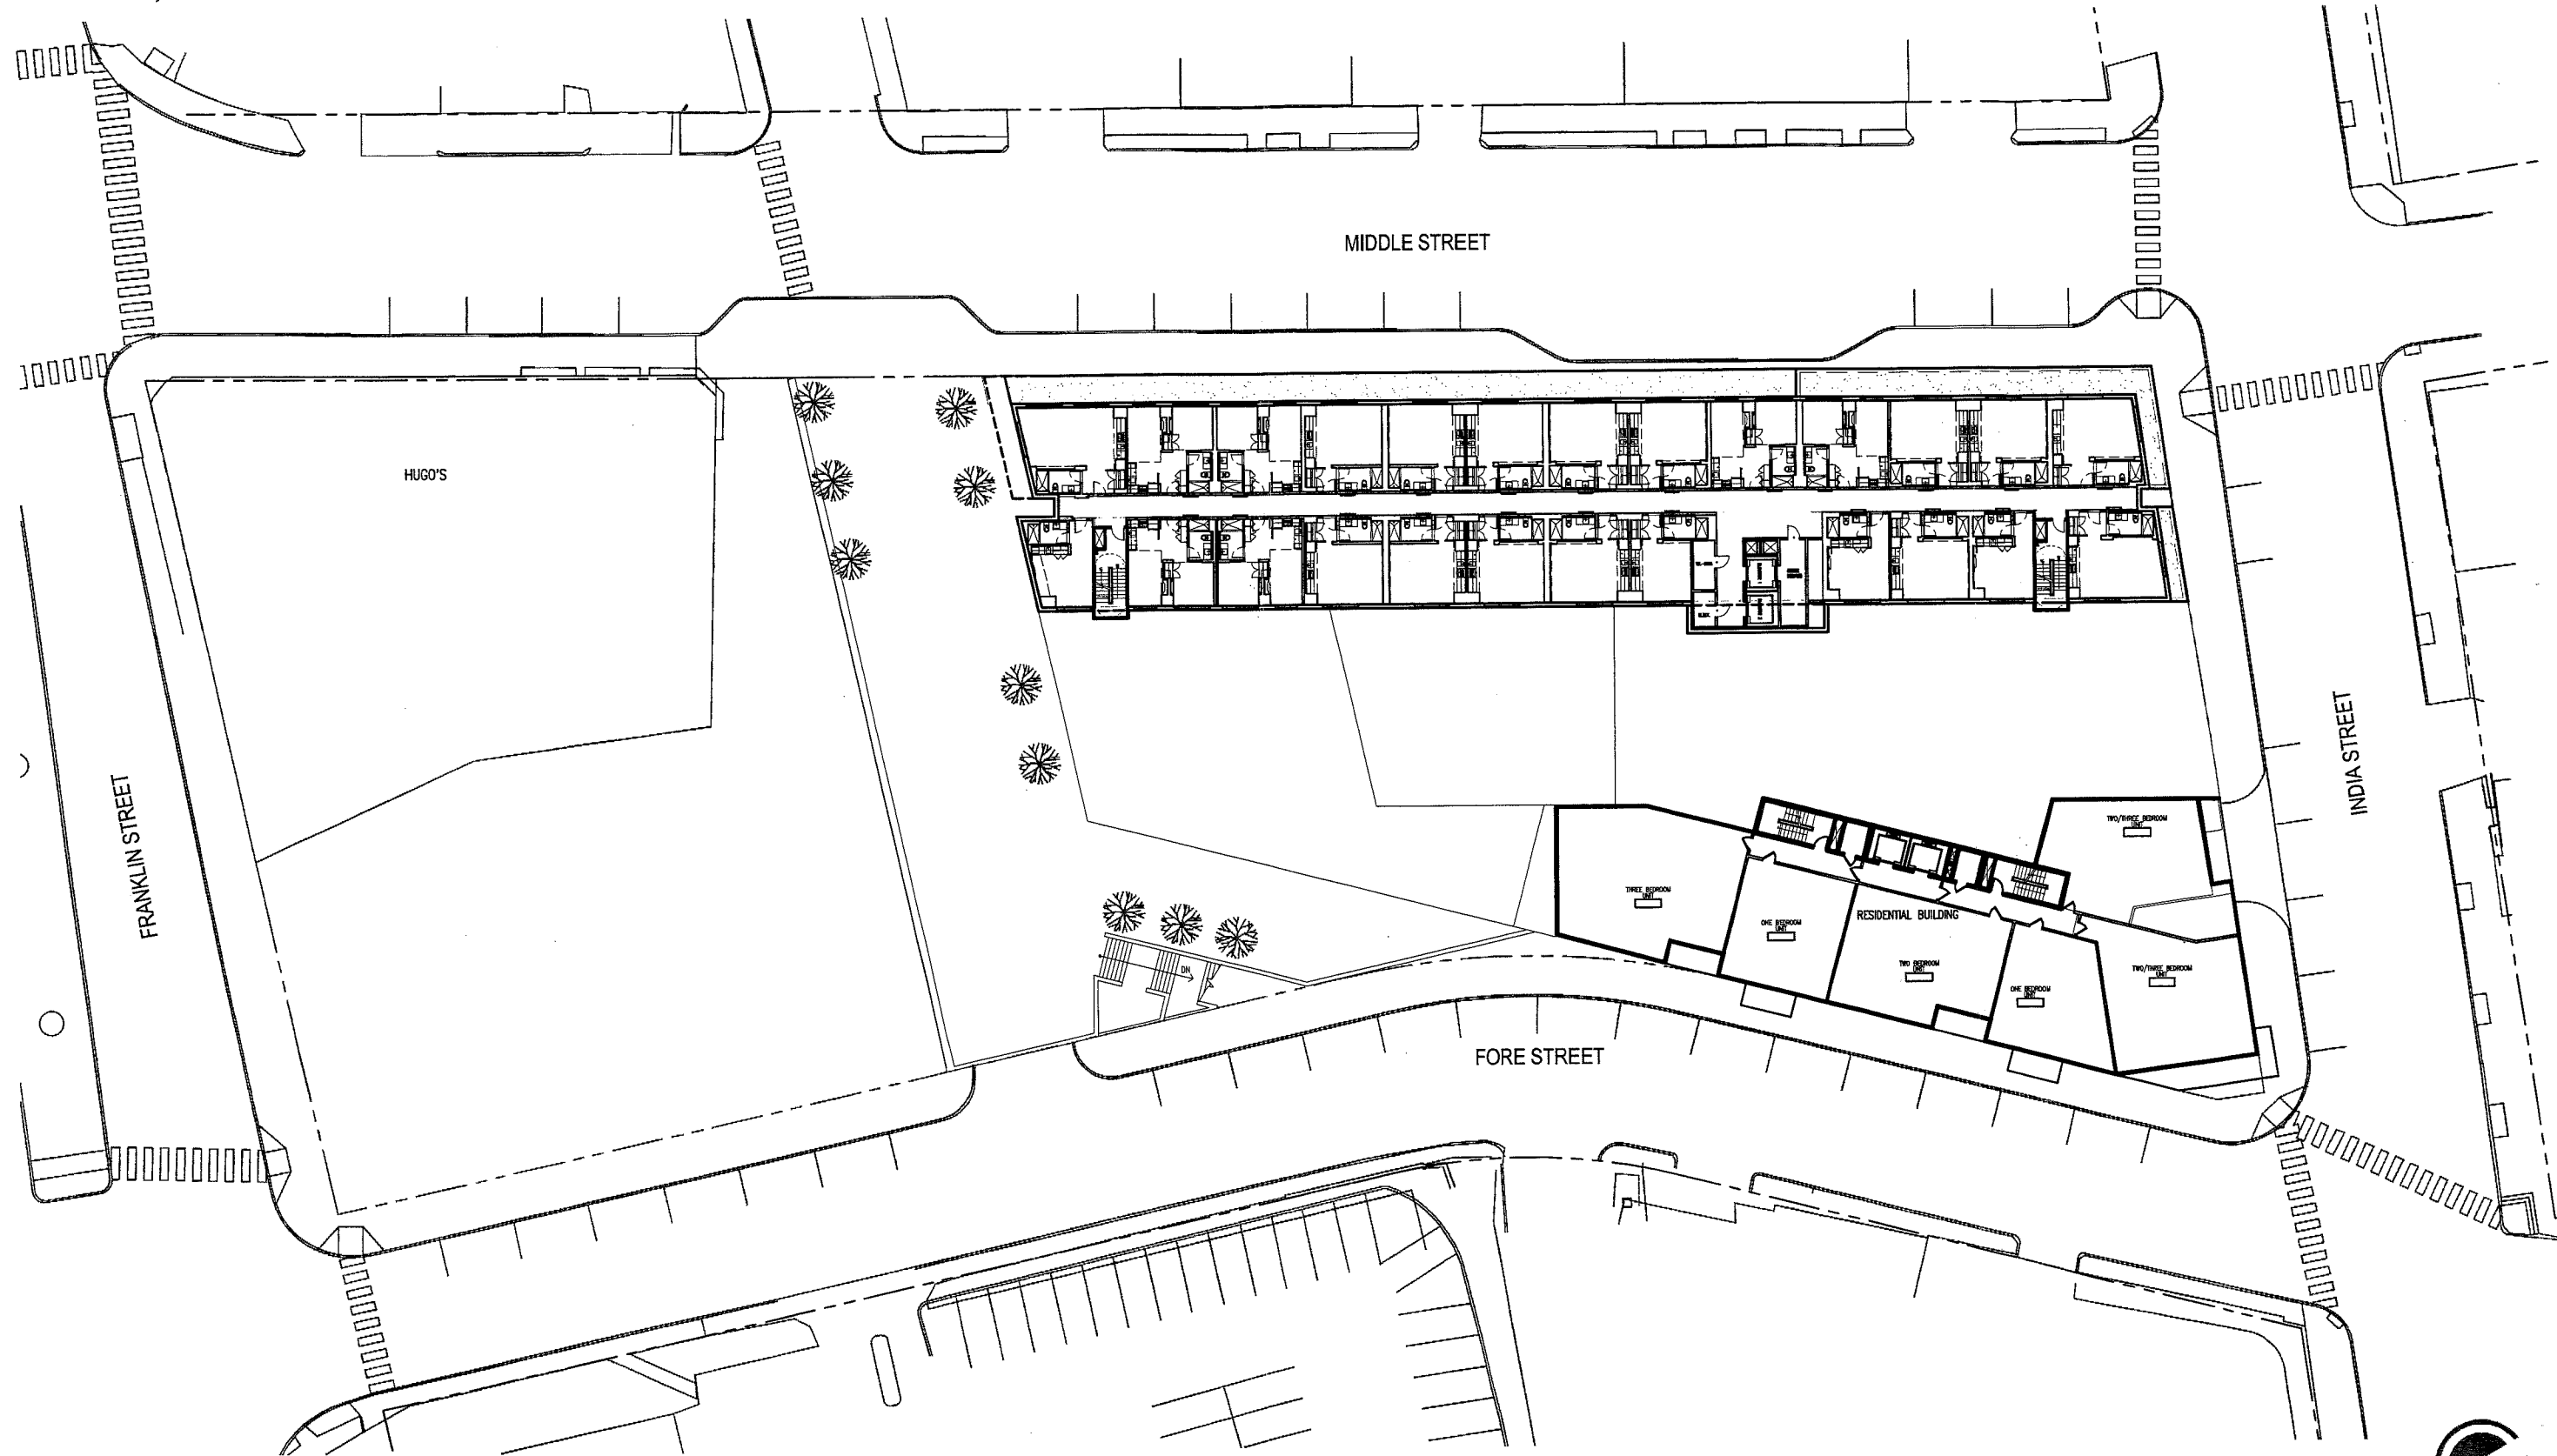 MIDDLE STREET
HUGO'S
INDIA STREET
FRANKLIN STREET
TWO/THREE BEDROOM
UNIT
THREE BEDROOM
UNIT
ONE BEDROOM
UNIT
RESIDENTIAL BUILDING
TWO BEDROOM
UNIT
TWO/THREE BEDROOM
UNIT
ONE BEDROOM
UNIT
DN
FORE STREET